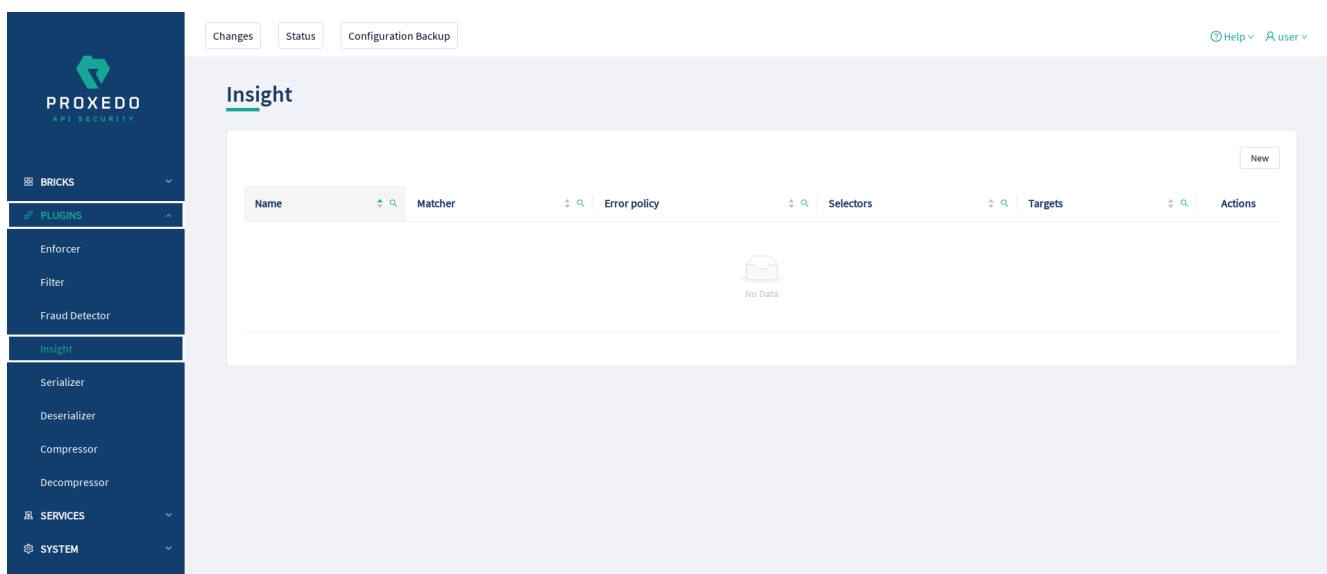 Changes Status Configuration Backup Help user
PROXEDO
API SECURITY
Insight
New
BRICKS
PLUGINS
Enforcer
Filter
Fraud Detector
Insight
Serializer
Deserializer
Compressor
Decompressor
SERVICES
SYSTEM
Name Matcher Error policy Selectors Targets Actions
No Data